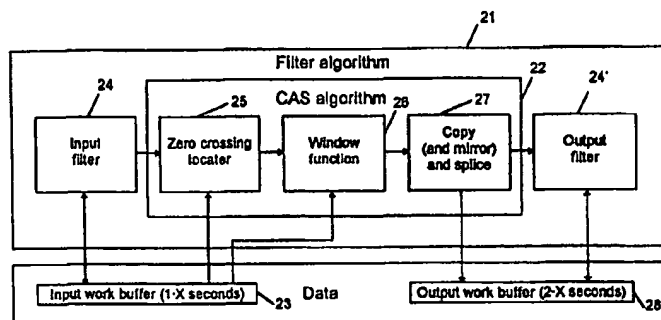 21
Filter algorithm
22
24
CAS algorithm
24'
25
26
27
Input
filter
Zero crossing
locater
Window
function
Copy
(and mirror)
and splice
Output
filter
Input work buffer (1·X seconds)
23
Data
Output work buffer (2-X seconds)
28